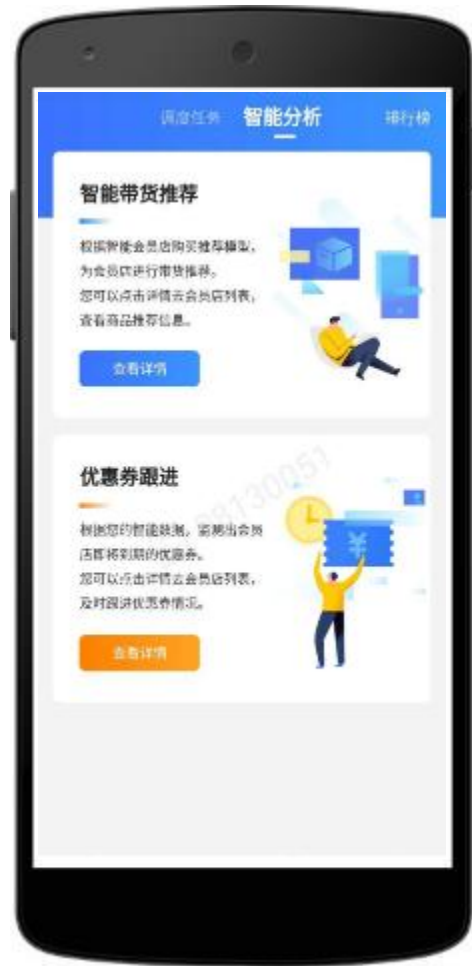 调度任务 智能分析 排行榜
智能带货推荐
根据智能会员店购买推荐模型，
为会员店进行带货推荐。
您可以点击详情去会员店列表，
查看商品推荐信息。
查看详情
优惠券跟进
根据您的智能数据，监测出会员
店即将到期的优惠券。
您可以点击详情去会员店列表，
及时跟进优惠券情况。
¥
查看详情